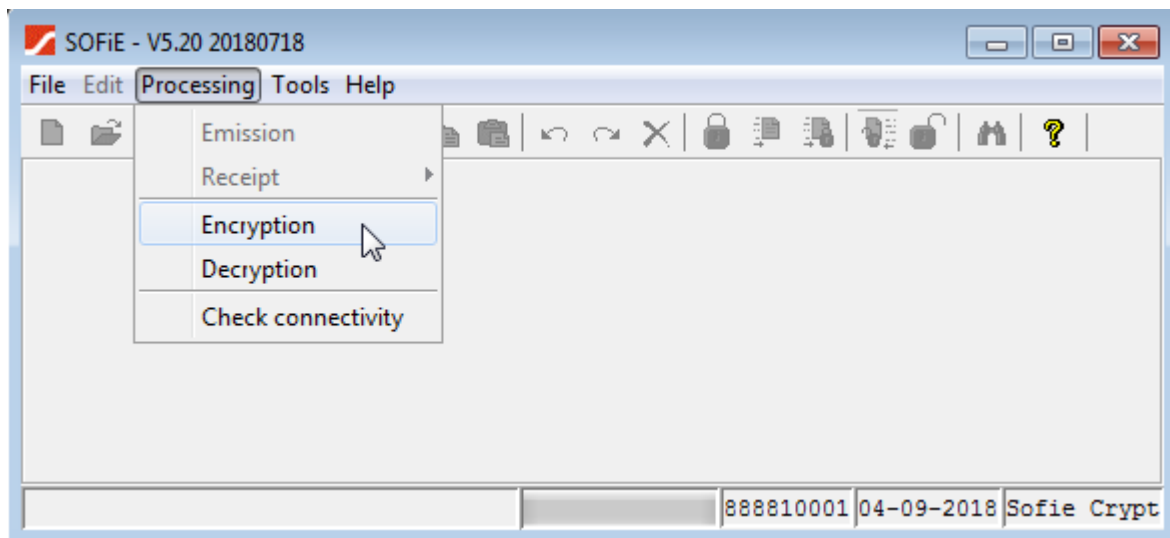 SOFiE - V5.20 20180718
File Edit Processing Tools Help
Emission
Receipt
Encryption
Decryption
Check connectivity
888810001 04-09-2018 Sofie Crypt